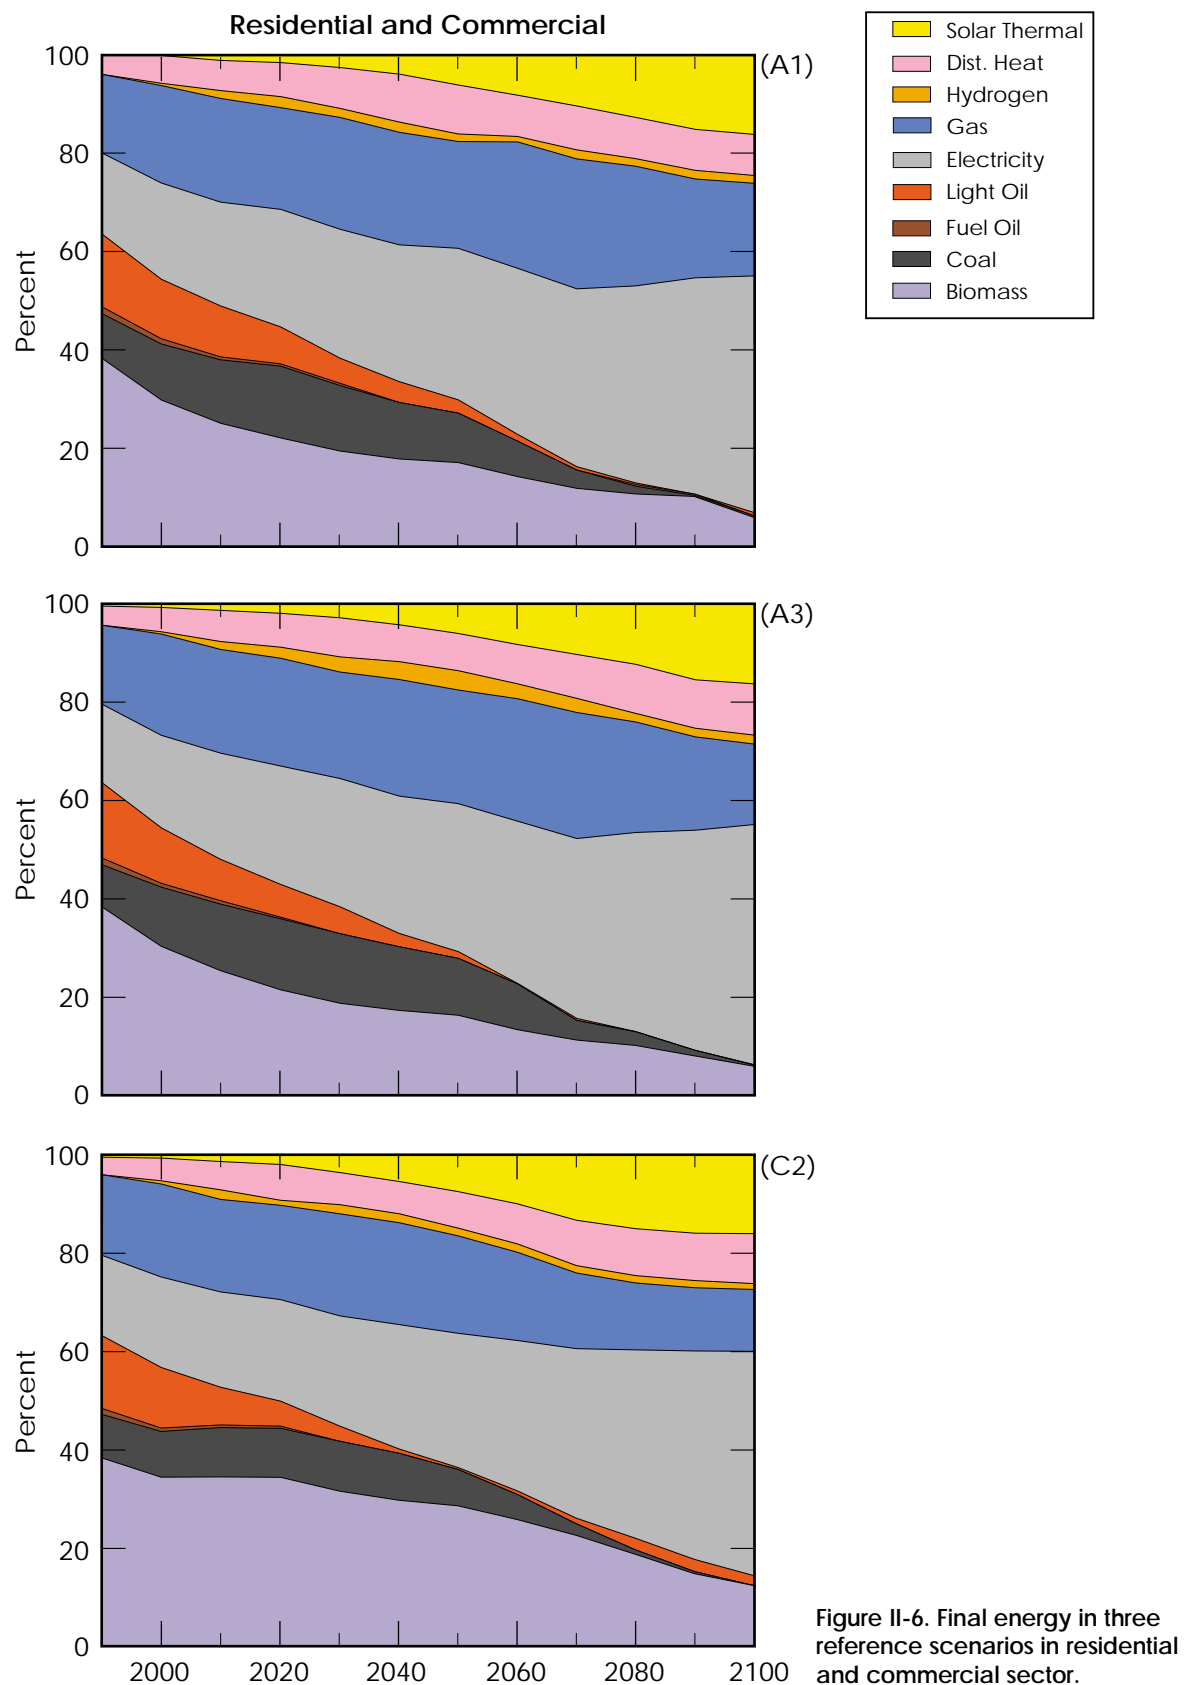 Residential and Commercial
Solar Thermal
Dist. Heat
Hydrogen
Gas
Electricity
Light Oil
Fuel Oil
Coal
Biomass
(A1)
Percent
100
80
60
40
20
0
(A3)
Percent
100
80
60
40
20
0
(C2)
Percent
100
80
60
40
20
0
2000 2020 2040 2060 2080 2100
Figure II-6. Final energy in three
reference scenarios in residential
and commercial sector.